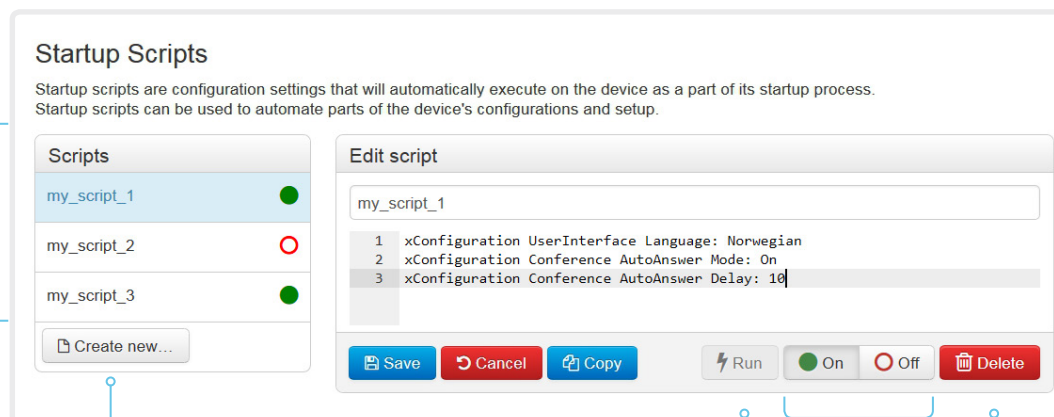 Startup Scripts
Startup scripts are configuration settings that will automatically execute on the device as a part of its startup process.
Startup scripts can be used to automate parts of the device's configurations and setup.
Scripts
my_script_1
my_script_2
my_script_3
Create new...
Edit script
my_script_1
1 xConfiguration UserInterface Language: Norwegian
2 xConfiguration Conference AutoAnswer Mode: On
3 xConfiguration Conference AutoAnswer Delay: 10
Save Cancel Copy Run On Off Delete